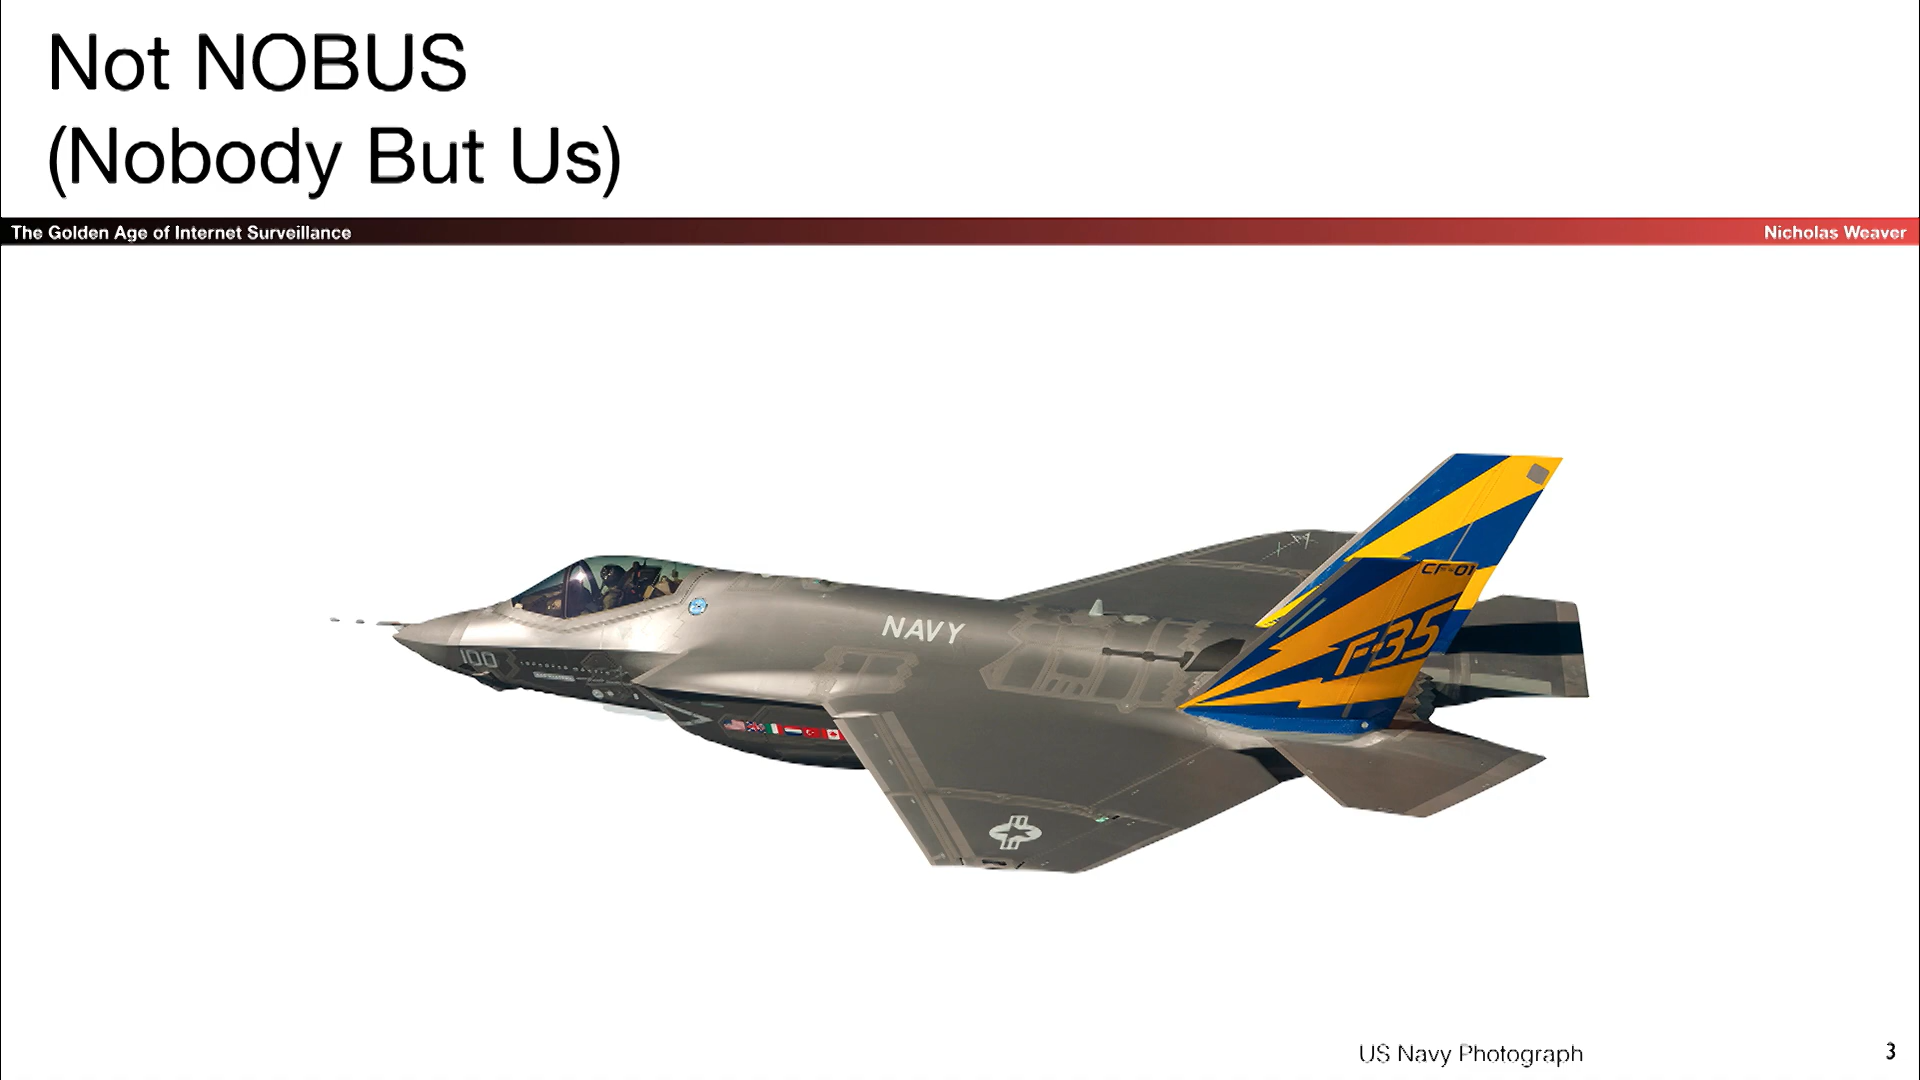 Not NOBUS
(Nobody But Us)
The Golden Age of Internet Surveillance
Nicholas Weaver
CF-01
F-35
NAVY
100
US Navy Photograph
3